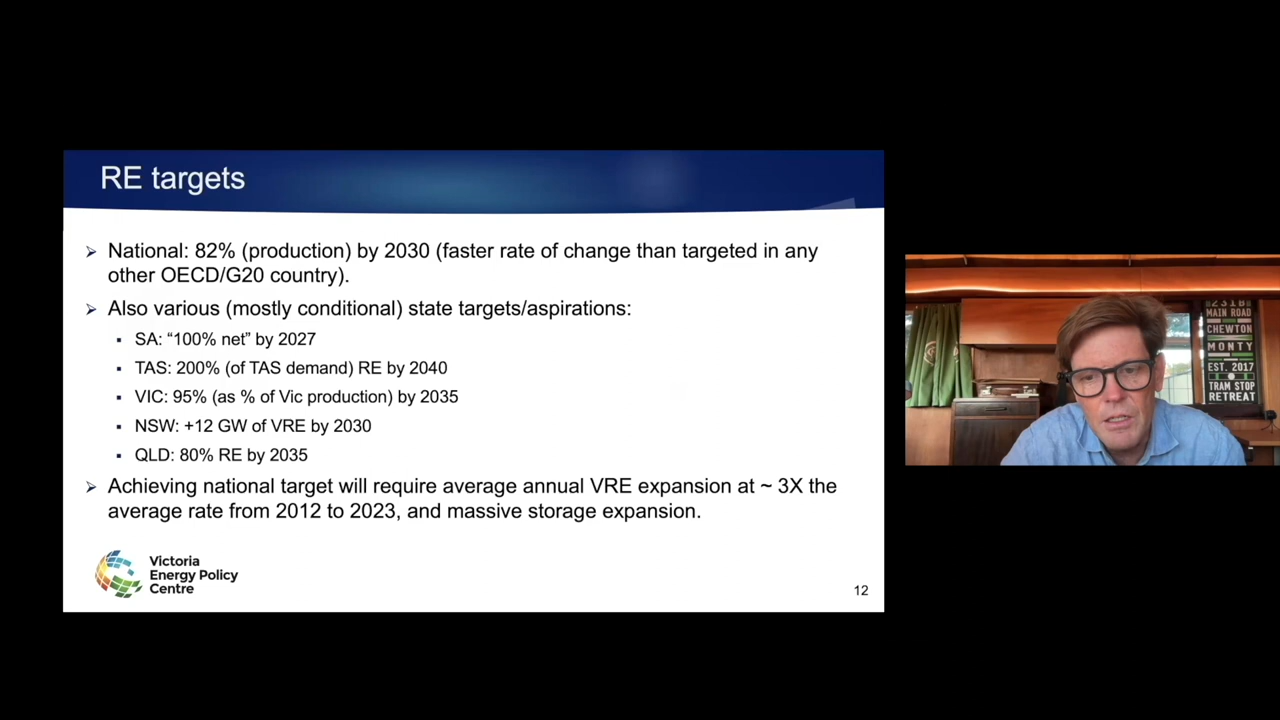 RE targets
➢ National: 82% (production) by 2030 (faster rate of change than targeted in any
other OECD/G20 country).
➢ Also various (mostly conditional) state targets/aspirations:
▪ SA: “100% net” by 2027
▪ TAS: 200% (of TAS demand) RE by 2040
▪ VIC: 95% (as % of Vic production) by 2035
▪ NSW: +12 GW of VRE by 2030
▪ QLD: 80% RE by 2035
➢ Achieving national target will require average annual VRE expansion at ~ 3X the
average rate from 2012 to 2023, and massive storage expansion.
Victoria
Energy Policy
Centre
12
231B
MAIN ROAD
CHEWTON
MONTY
EST. 2017
TRAM STOP
RETREAT